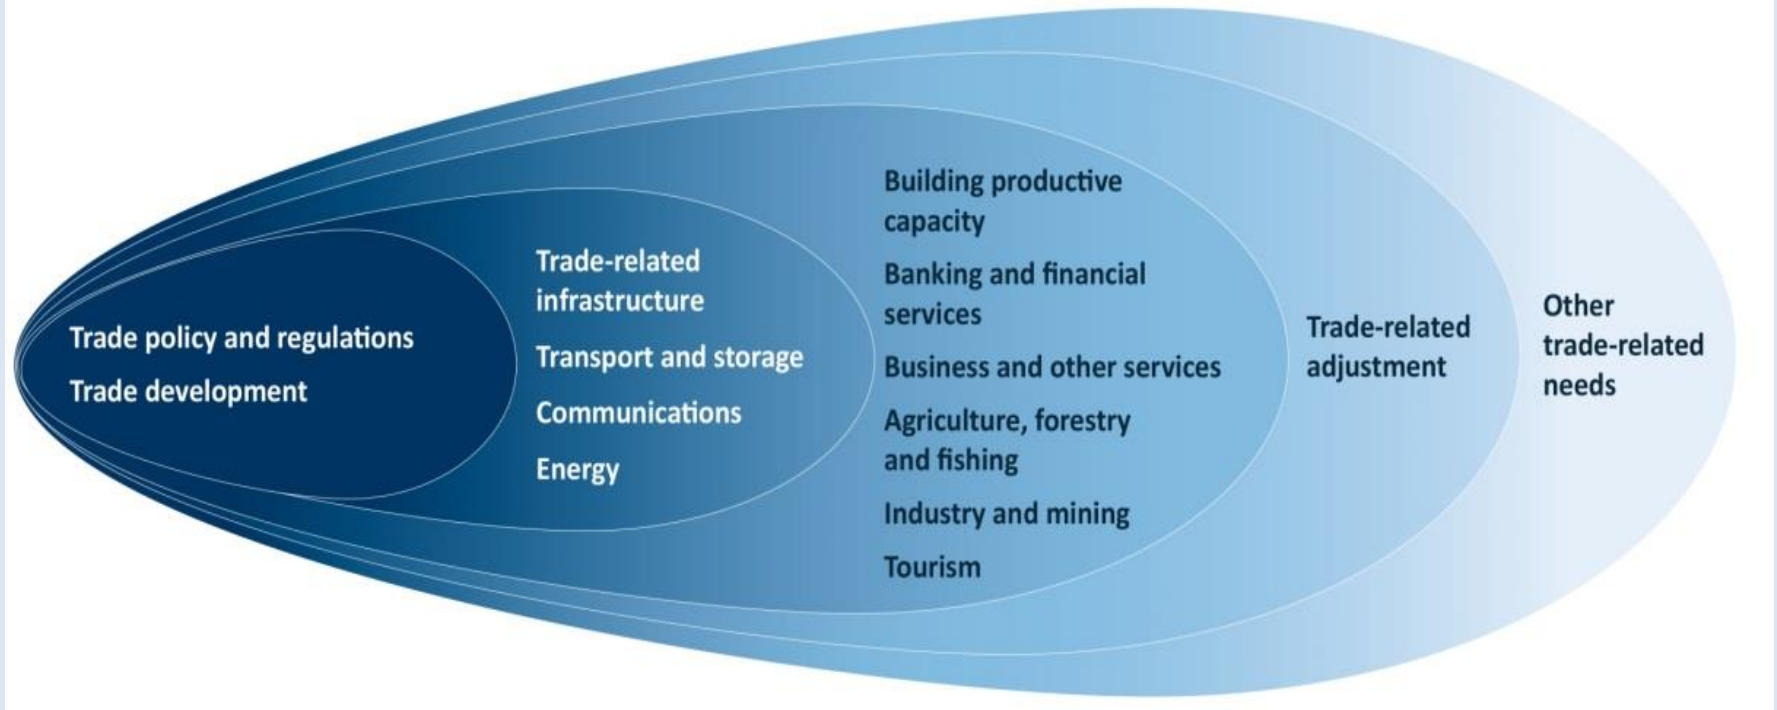 Trade policy and regulations
Trade development
Trade-related
infrastructure
Transport and storage
Communications
Energy
Building productive
capacity
Banking and financial
services
Business and other services
Agriculture, forestry
and fishing
Industry and mining
Tourism
Trade-related
adjustment
Other
trade-related
needs